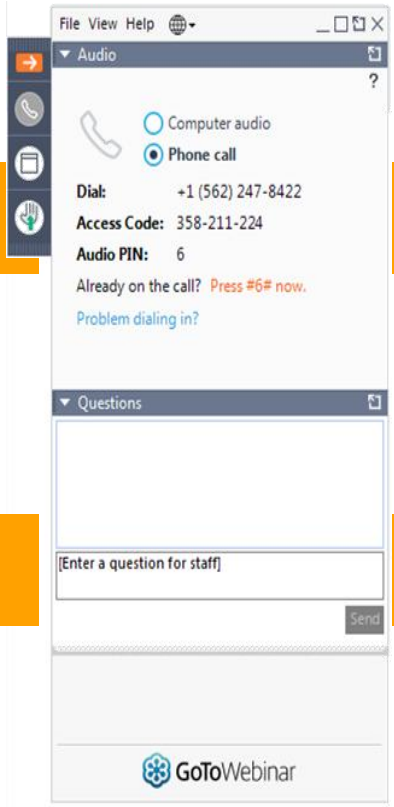 File View Help
Audio
?
Computer audio
Phone call
Dial: +1 (562) 247-8422
Access Code: 358-211-224
Audio PIN: 6
Already on the call? Press #6# now.
Problem dialing in?
Questions
[Enter a question for staff]
Send
GoToWebinar